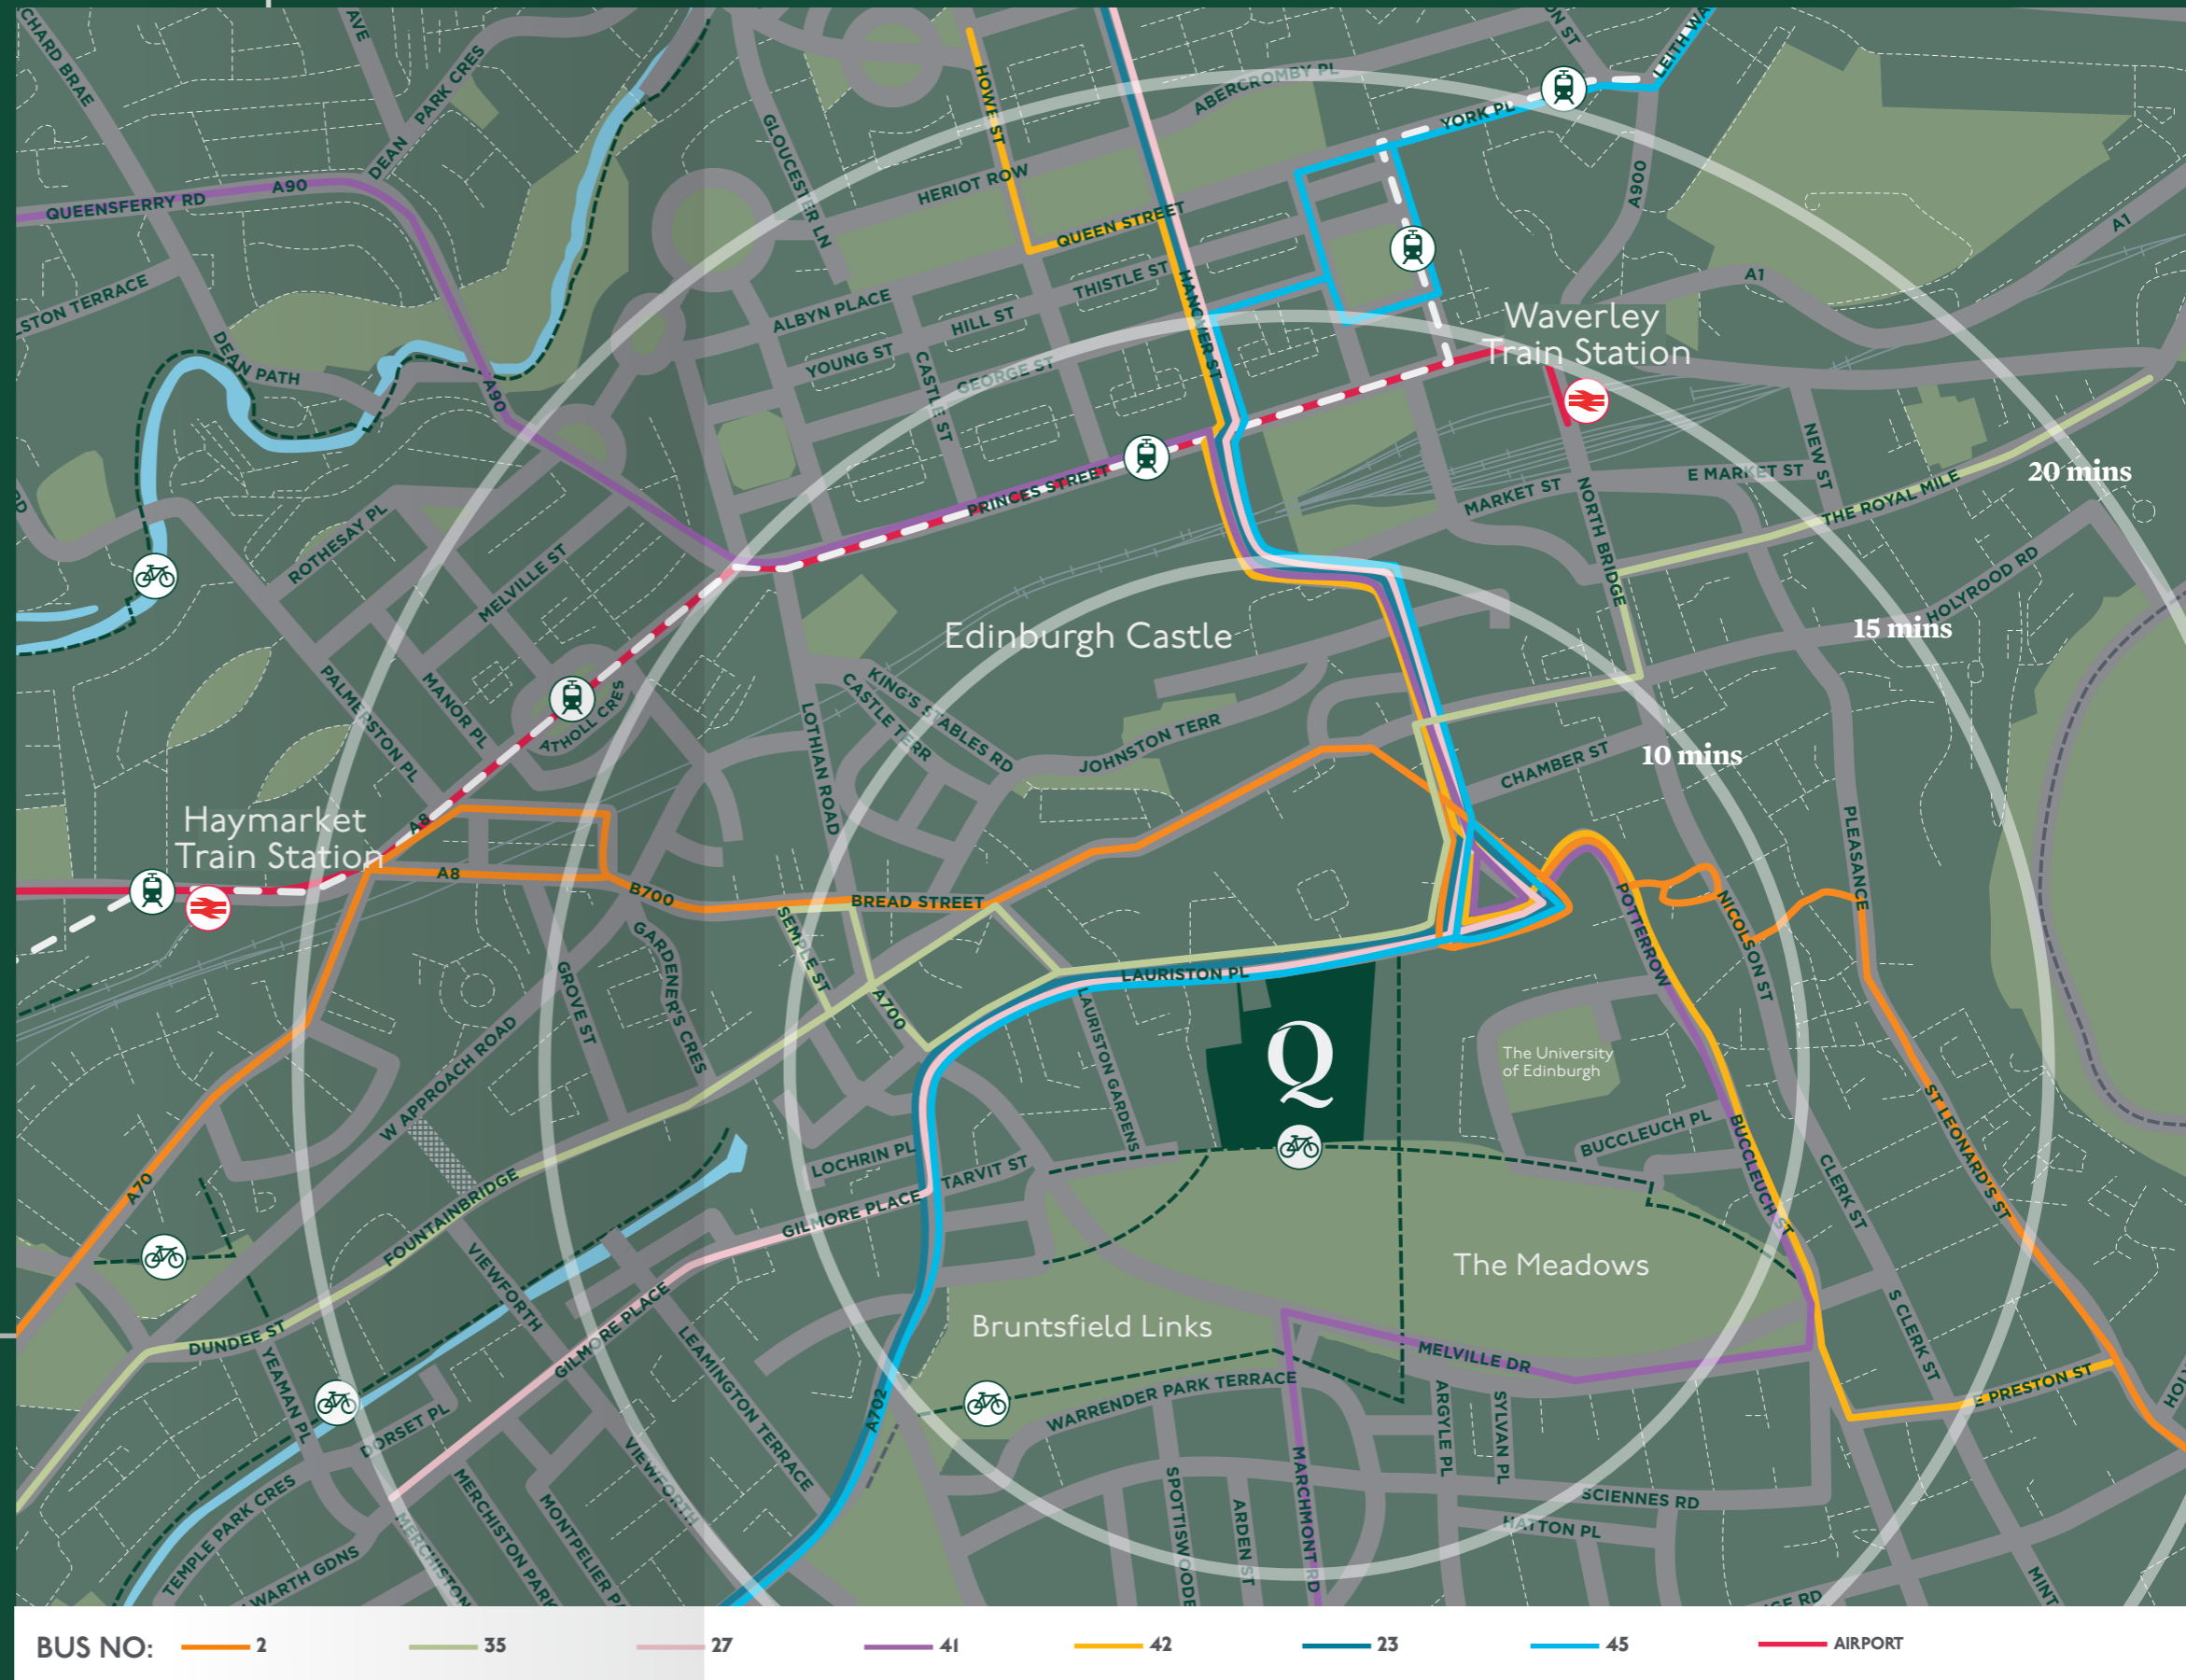 AVE
DEAN PARK CRES
A90
QUEENSFERRY RD
DEAN PATH
A90
GLOUCESTER LN
HOWE ST
HERIOT ROW
ABERCROMBY PL
YORK PL
A900
A1
A1
QUEEN STREET
THISTLE ST
HANOVER ST
ALBYN PLACE
HILL ST
YOUNG ST
CASTLE ST
GEORGE ST
Waverley
Train Station
PRINCES STREET
MARKET ST
E MARKET ST
NEW ST
NORTH BRIDGE
THE ROYAL MILE
20 mins
HOLYROOD RD
15 mins
10 mins
ROTHESAY PL
MELVILLE ST
PALMERSTON PL
MANOR PL
ATHOLL CRES
Edinburgh Castle
KING'S STABLES RD
CASTLE TERR
LOTHIAN ROAD
JOHNSTON TERR
CHAMBER ST
PLEASANCE
Haymarket
Train Station
A8
A8
B700
BREAD STREET
SEMPLE ST
A700
GARDENER'S CRES
GROVE ST
LAURISTON PL
LAURISTON GARDENS
POTTERROW
NICOLSON ST
Q
The University
of Edinburgh
W APPROACH ROAD
BUCCLEUCH PL
BUCCLEUCH ST
CLERK ST
ST LEONARD'S ST
A70
FOUNTAINBRIDGE
LOCHRIN PL
TARVIT ST
GILMORE PLACE
The Meadows
Bruntsfield Links
VIEWFORTH
GILMORE PLACE
DUNDEE ST
YEAMAN PL
LEAMINGTON TERRACE
MELVILLE DR
S CLERK ST
E PRESTON ST
A702
WARRENDER PARK TERRACE
ARGYLE PL
SYLVAN PL
DORSET PL
VIEWFORTH
MARCHMONT RD
SCIENNES RD
HATTON PL
TEMPLE PARK CRES
MERCHISTON
MERCHISTON PARK
MONTPELIER P
SPOTTISWOODE
ARDEN ST
MINT
BUS NO: 2 35 27 41 42 23 45 AIRPORT